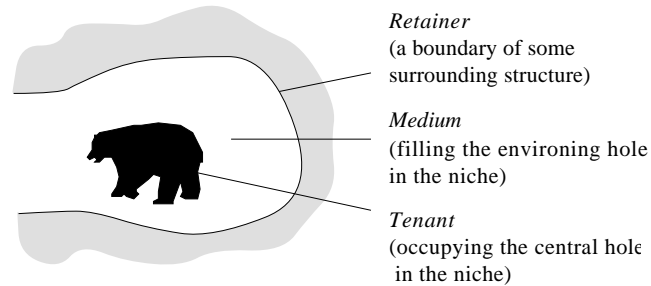 Retainer
(a boundary of some
surrounding structure)
Medium
(filling the environing hole
in the niche)
Tenant
(occupying the central hole
in the niche)